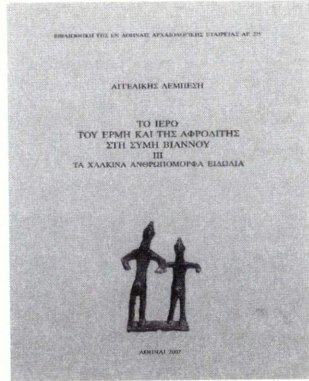 ΒΙΒΛΙΟΘΗΚΗ ΤΗΣ ΕΝ ΑΘΗΝΑΙΣ ΑΡΧΑΙΟΛΟΓΙΚΗΣ ΕΤΑΙΡΕΙΑΣ ΑΡ.
ΑΓΓΕΛΙΚΗΣ ΛΕΜΠΕΣΗ
ΤΟ ΙΕΡΟ
ΤΟΥ ΕΡΜΗ ΚΑΙ ΤΗΣ ΑΦΡΟΔΙΤΗΣ
ΣΤΗ ΣΥΜΗ ΒΙΑΝΝΟΥ
III
ΤΑ ΧΑΛΚΙΝΑ ΑΝΘΡΩΠΟΜΟΡΦΑ ΕΙΔΩΛΙΑ
ΑΘΗΝΑΙ 2002